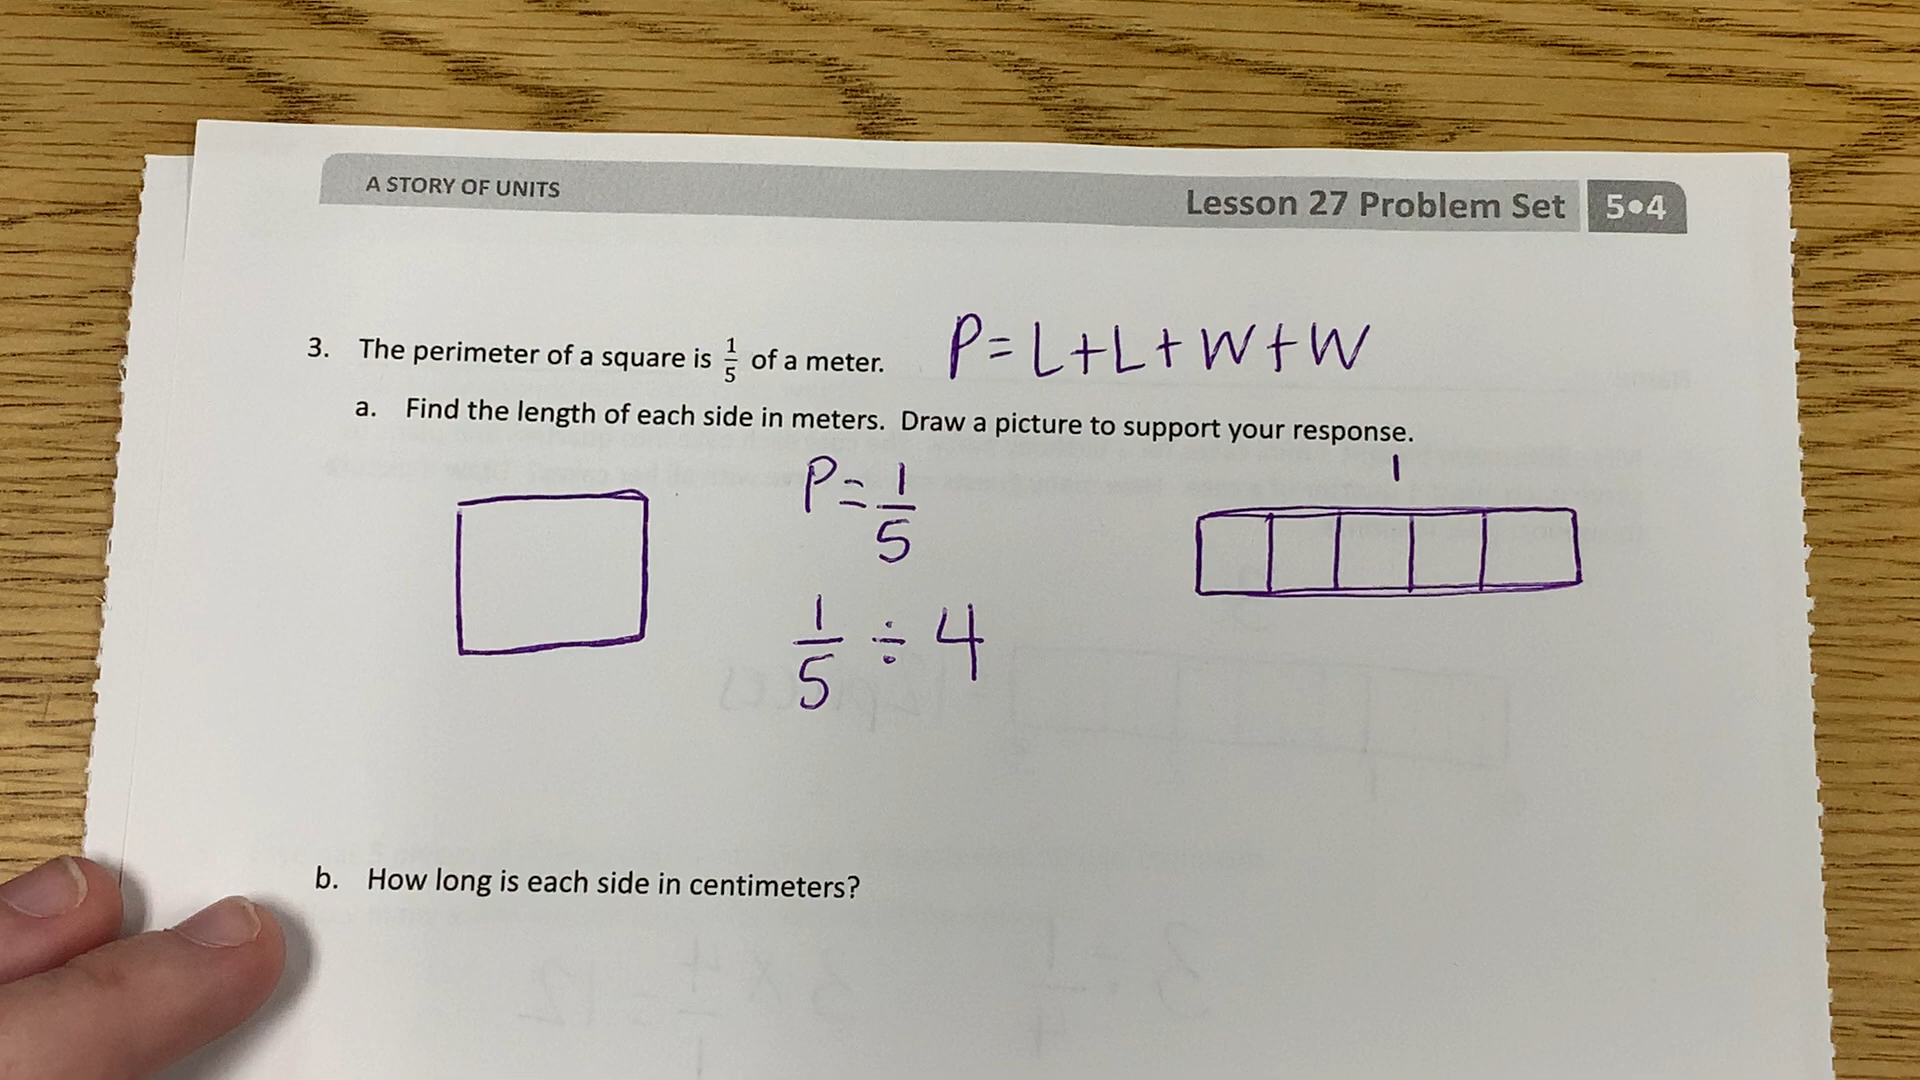 A STORY OF UNITS
Lesson 27 Problem Set 5•4
3. The perimeter of a square is 1/5 of a meter. P=L+L+W+W
a. Find the length of each side in meters. Draw a picture to support your response.
1
P=1/5
1/5 ÷ 4
b. How long is each side in centimeters?